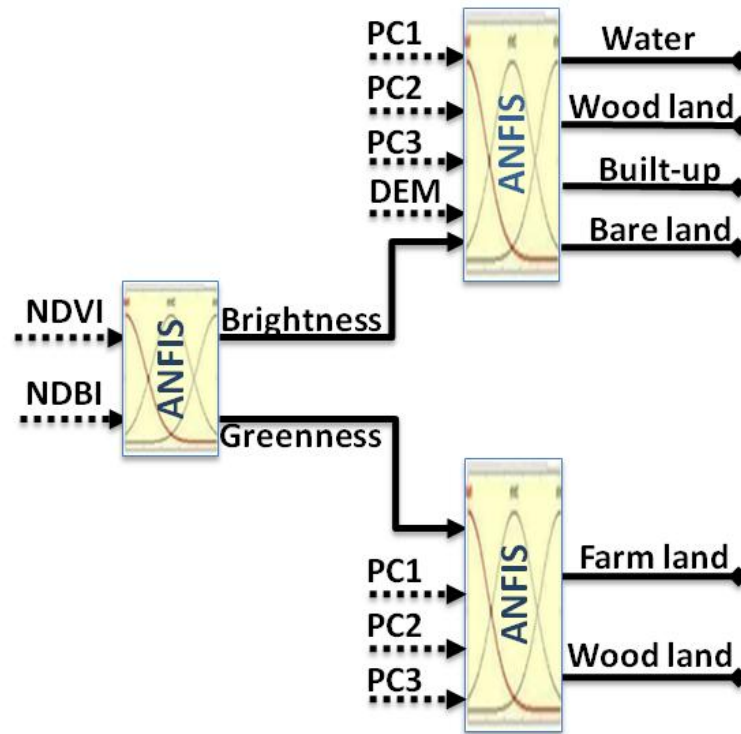 PC1
PC2
PC3
DEM
ANFIS
Water
Wood land
Built-up
Bare land
NDVI
NDBI
ANFIS
Brightness
Greenness
PC1
PC2
PC3
ANFIS
Farm land
Wood land